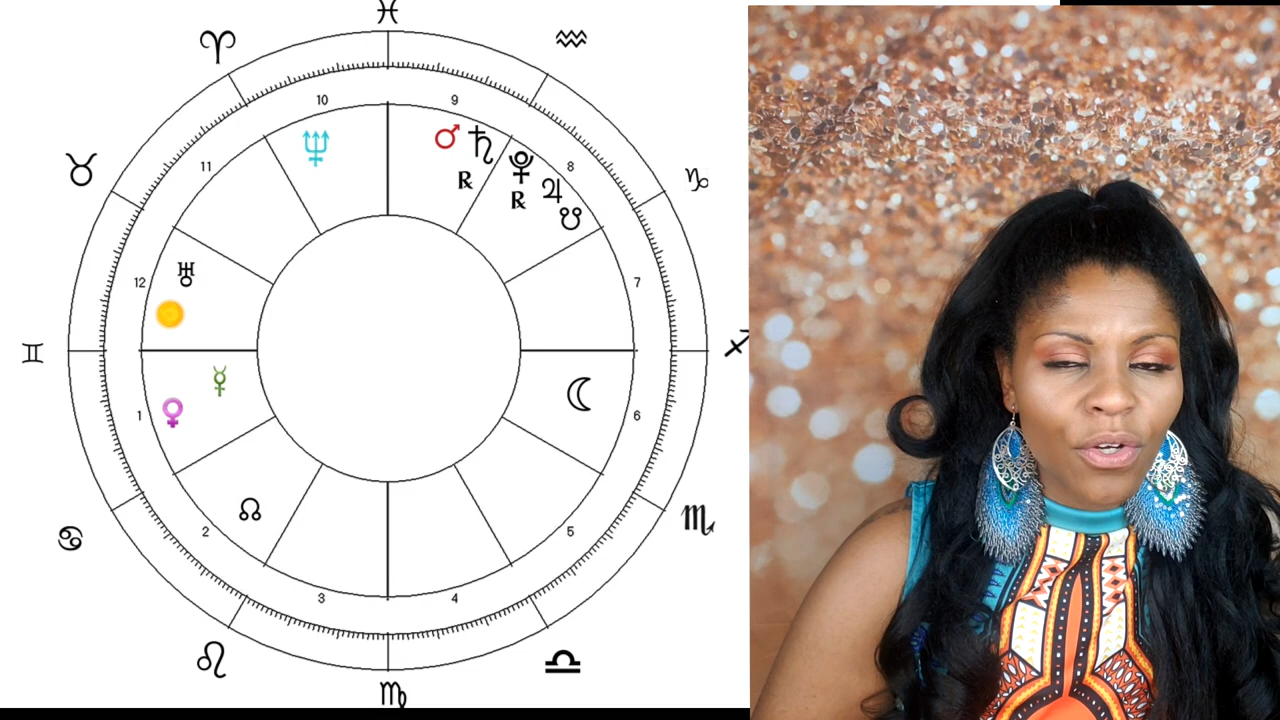 ♓
♈ ♒
10 9
♆ ♂ ♄
11 ♇ 8
♉ ℞ ♃ ♑
℞ ☋
12 ♅ 7
☉
♊ ♐
☿ ☽
1 ♀ 6
☊ ♏
♋ 2 5
3 4
♌ ♎
♍